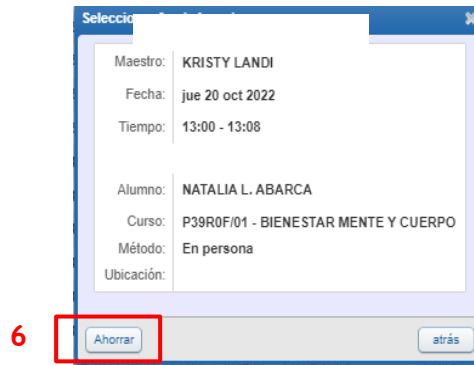 Seleccio
Maestro: KRISTY LANDI
Fecha: jue 20 oct 2022
Tiempo: 13:00 - 13:08
Alumno: NATALIA L. ABARCA
Curso: P39R0F/01 - BIENESTAR MENTE Y CUERPO
Método: En persona
Ubicación:
6 Ahorrar atrás